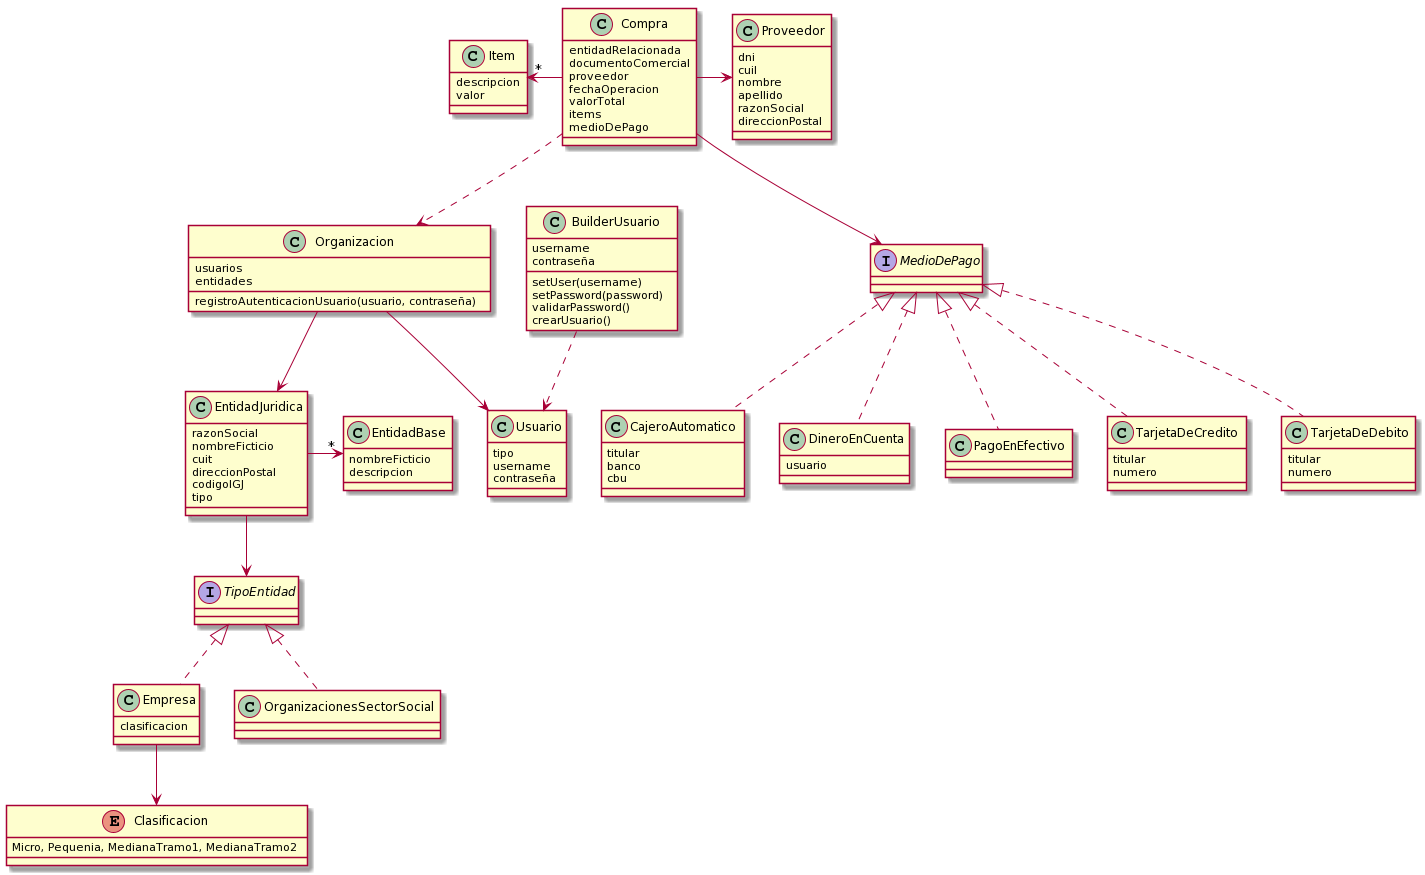 C Compra
entidadRelacionada
documentoComercial
proveedor
fechaOperacion
valorTotal
items
medioDePago
C Item
descripcion
valor
*
C Proveedor
dni
cuil
nombre
apellido
razonSocial
direccionPostal
C Organizacion
usuarios
entidades
registroAutenticacionUsuario(usuario, contraseña)
C BuilderUsuario
username
contraseña
setUser(username)
setPassword(password)
validarPassword()
crearUsuario()
I MedioDePago
C EntidadJuridica
razonSocial
nombreFicticio
cuit
direccionPostal
codigoIGJ
tipo
*
C EntidadBase
nombreFicticio
descripcion
C Usuario
tipo
username
contraseña
C CajeroAutomatico
titular
banco
cbu
C DineroEnCuenta
usuario
C PagoEnEfectivo
C TarjetaDeCredito
titular
numero
C TarjetaDeDebito
titular
numero
I TipoEntidad
C Empresa
clasificacion
C OrganizacionesSectorSocial
E Clasificacion
Micro, Pequenia, MedianaTramo1, MedianaTramo2